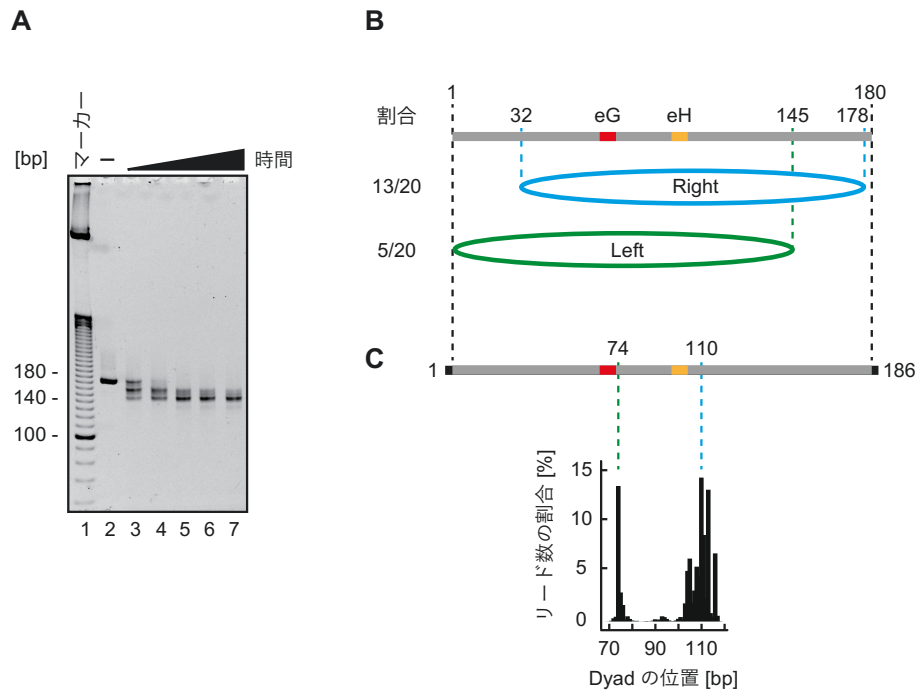 A
マーカー
[bp]
–
時間
180 -
140 -
100 -
1 2 3 4 5 6 7
B
1 180
割合 32 eG eH 145 178
13/20 Right
5/20 Left
C
74 110
1 186
リード数の割合 [%]
15
10
5
0
70 90 110
Dyad の位置 [bp]